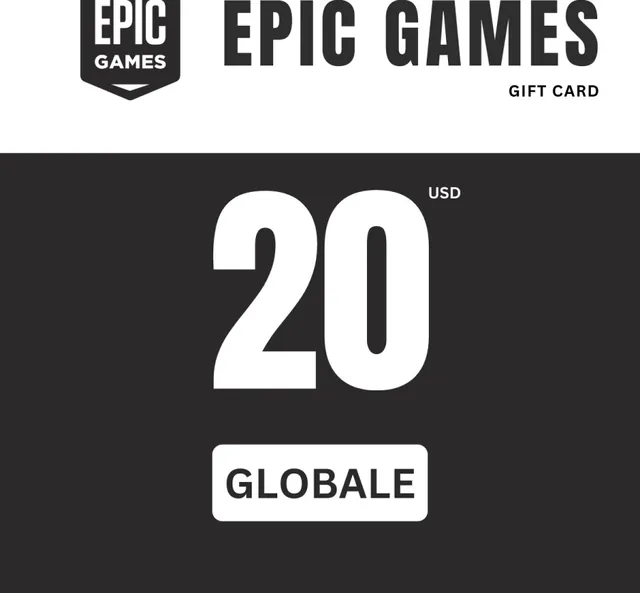 EPIC
GAMES
EPIC GAMES
GIFT CARD
20 USD
GLOBALE